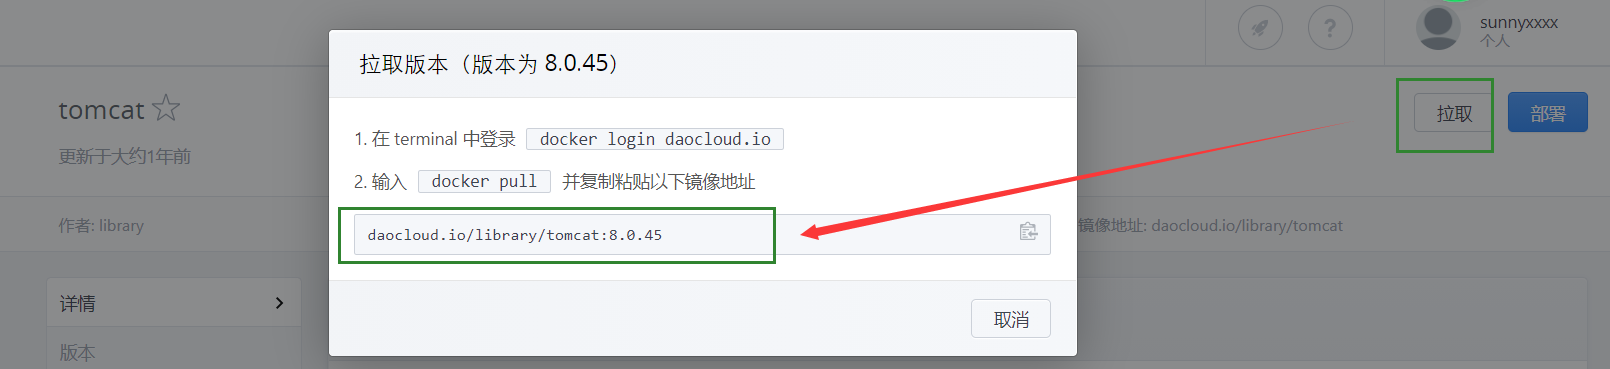 sunnyxxxx
个人
拉取版本（版本为 8.0.45）
tomcat
拉取
部署
更新于大约1年前
1. 在 terminal 中登录 docker login daocloud.io
2. 输入 docker pull 并复制粘贴以下镜像地址
作者: library
镜像地址: daocloud.io/library/tomcat
daocloud.io/library/tomcat:8.0.45
详情
取消
版本